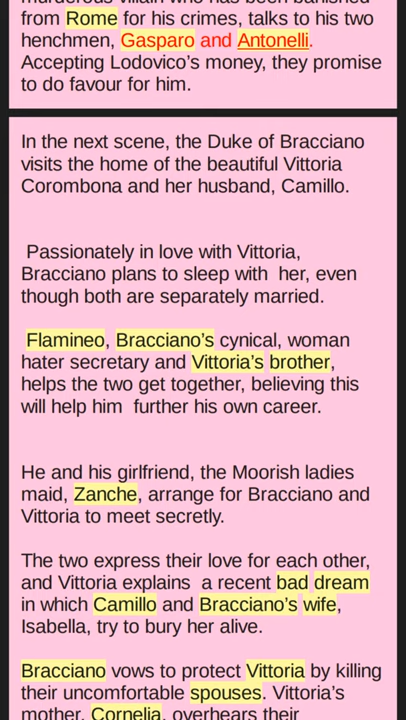 murderous villain who has been banished
from Rome for his crimes, talks to his two
henchmen, Gasparo and Antonelli.
Accepting Lodovico's money, they promise
to do favour for him.
In the next scene, the Duke of Bracciano
visits the home of the beautiful Vittoria
Corombona and her husband, Camillo.
Passionately in love with Vittoria,
Bracciano plans to sleep with her, even
though both are separately married.
Flamineo, Bracciano's cynical, woman
hater secretary and Vittoria's brother,
helps the two get together, believing this
will help him further his own career.
He and his girlfriend, the Moorish ladies
maid, Zanche, arrange for Bracciano and
Vittoria to meet secretly.
The two express their love for each other,
and Vittoria explains a recent bad dream
in which Camillo and Bracciano's wife,
Isabella, try to bury her alive.
Bracciano vows to protect Vittoria by killing
their uncomfortable spouses. Vittoria's
mother, Cornelia, overhears their